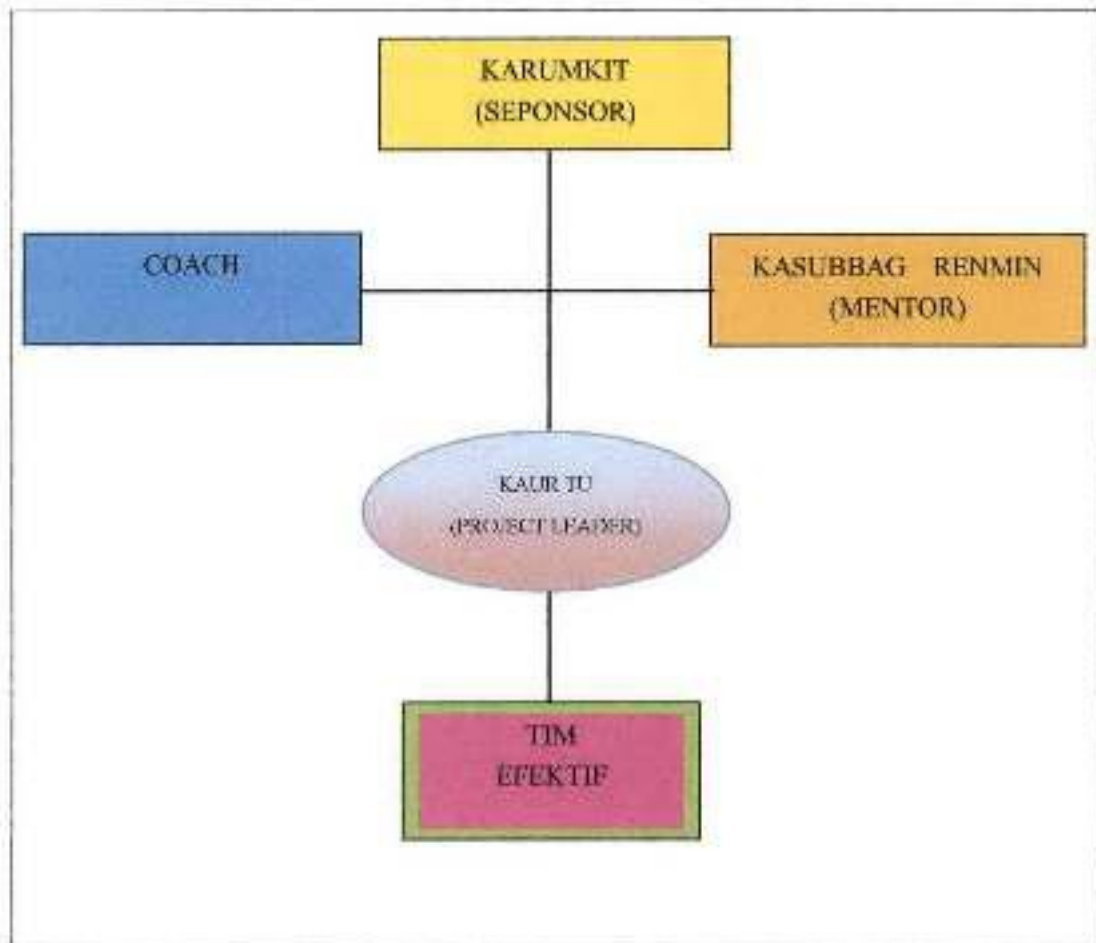 KARUMKIT
(SEPONSOR)
COACH
KASUBBAG RENMIN
(MENTOR)
KAUR TU
(PROJECT LEADER)
TIM
EFEKTIF